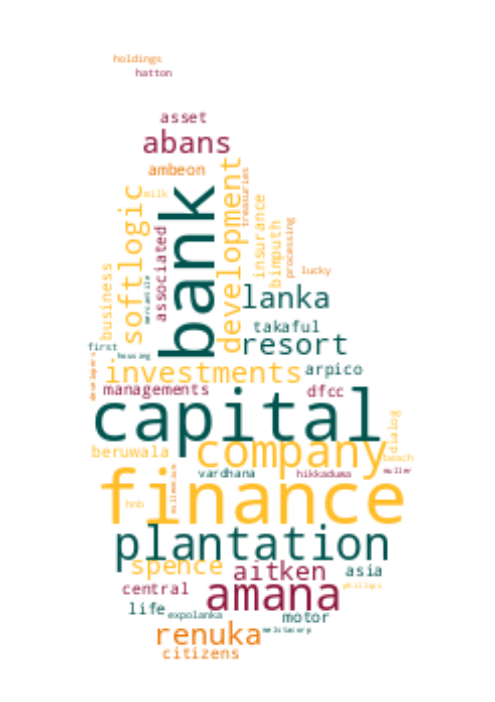 holdings
hatton
asset
abans
ambeon
milk
treasuries
development
softlogic
bank
insurance
associated
processing
bimputh
business
mercantile
lucky
lanka
takaful
first
resort
housing
investments
arpico
managements
dfcc
capital
dialog
beruwala
company
beach
vardhana
hikkaduwa
muller
millennium
finance
hnb
plantation
spence
aitken
asia
central
amana
phillips
life
expolanka
motor
renuka
melstacorp
citizens